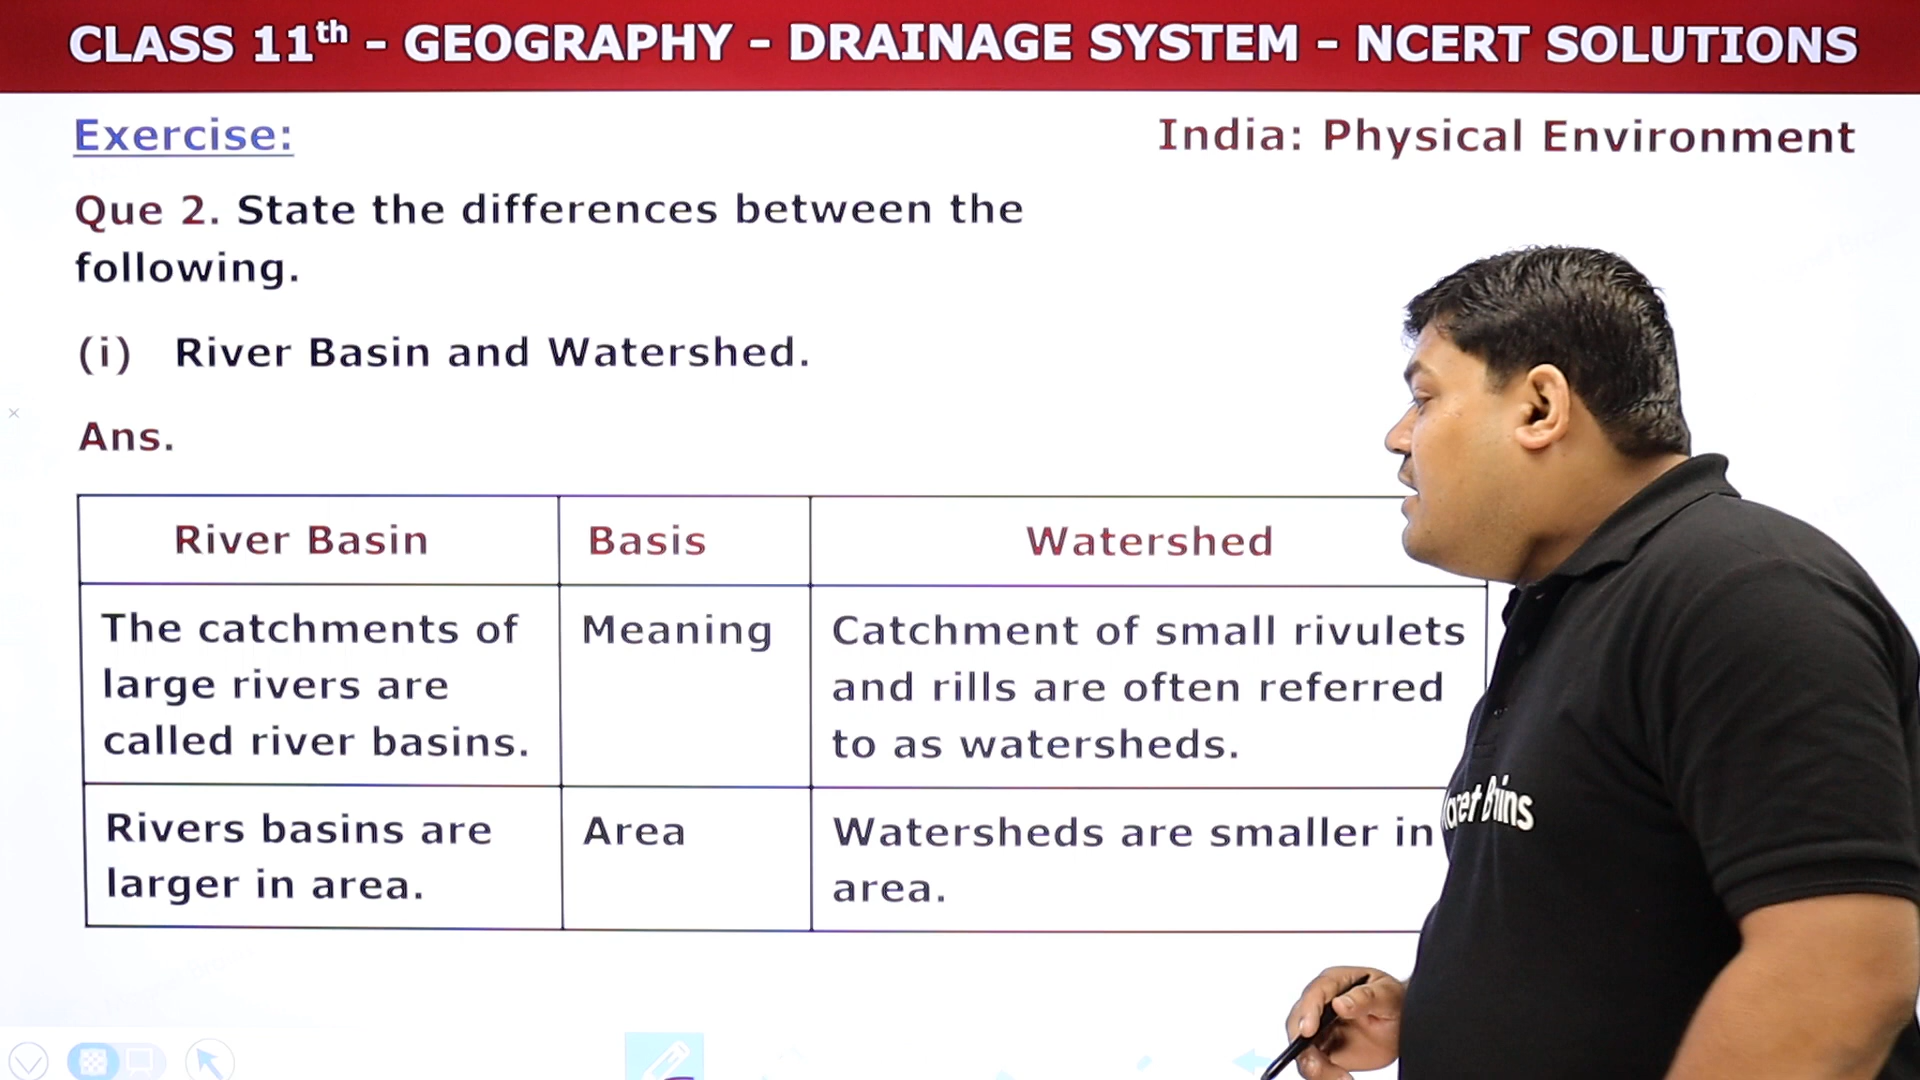 CLASS 11th - GEOGRAPHY - DRAINAGE SYSTEM - NCERT SOLUTIONS
Exercise:
India: Physical Environment
Que 2. State the differences between the
following.
(i) River Basin and Watershed.
Ans.
River Basin Basis Watershed
The catchments of
large rivers are
called river basins.
Meaning
Catchment of small rivulets
and rills are often referred
to as watersheds.
Rivers basins are
larger in area.
Area
Watersheds are smaller in
area.